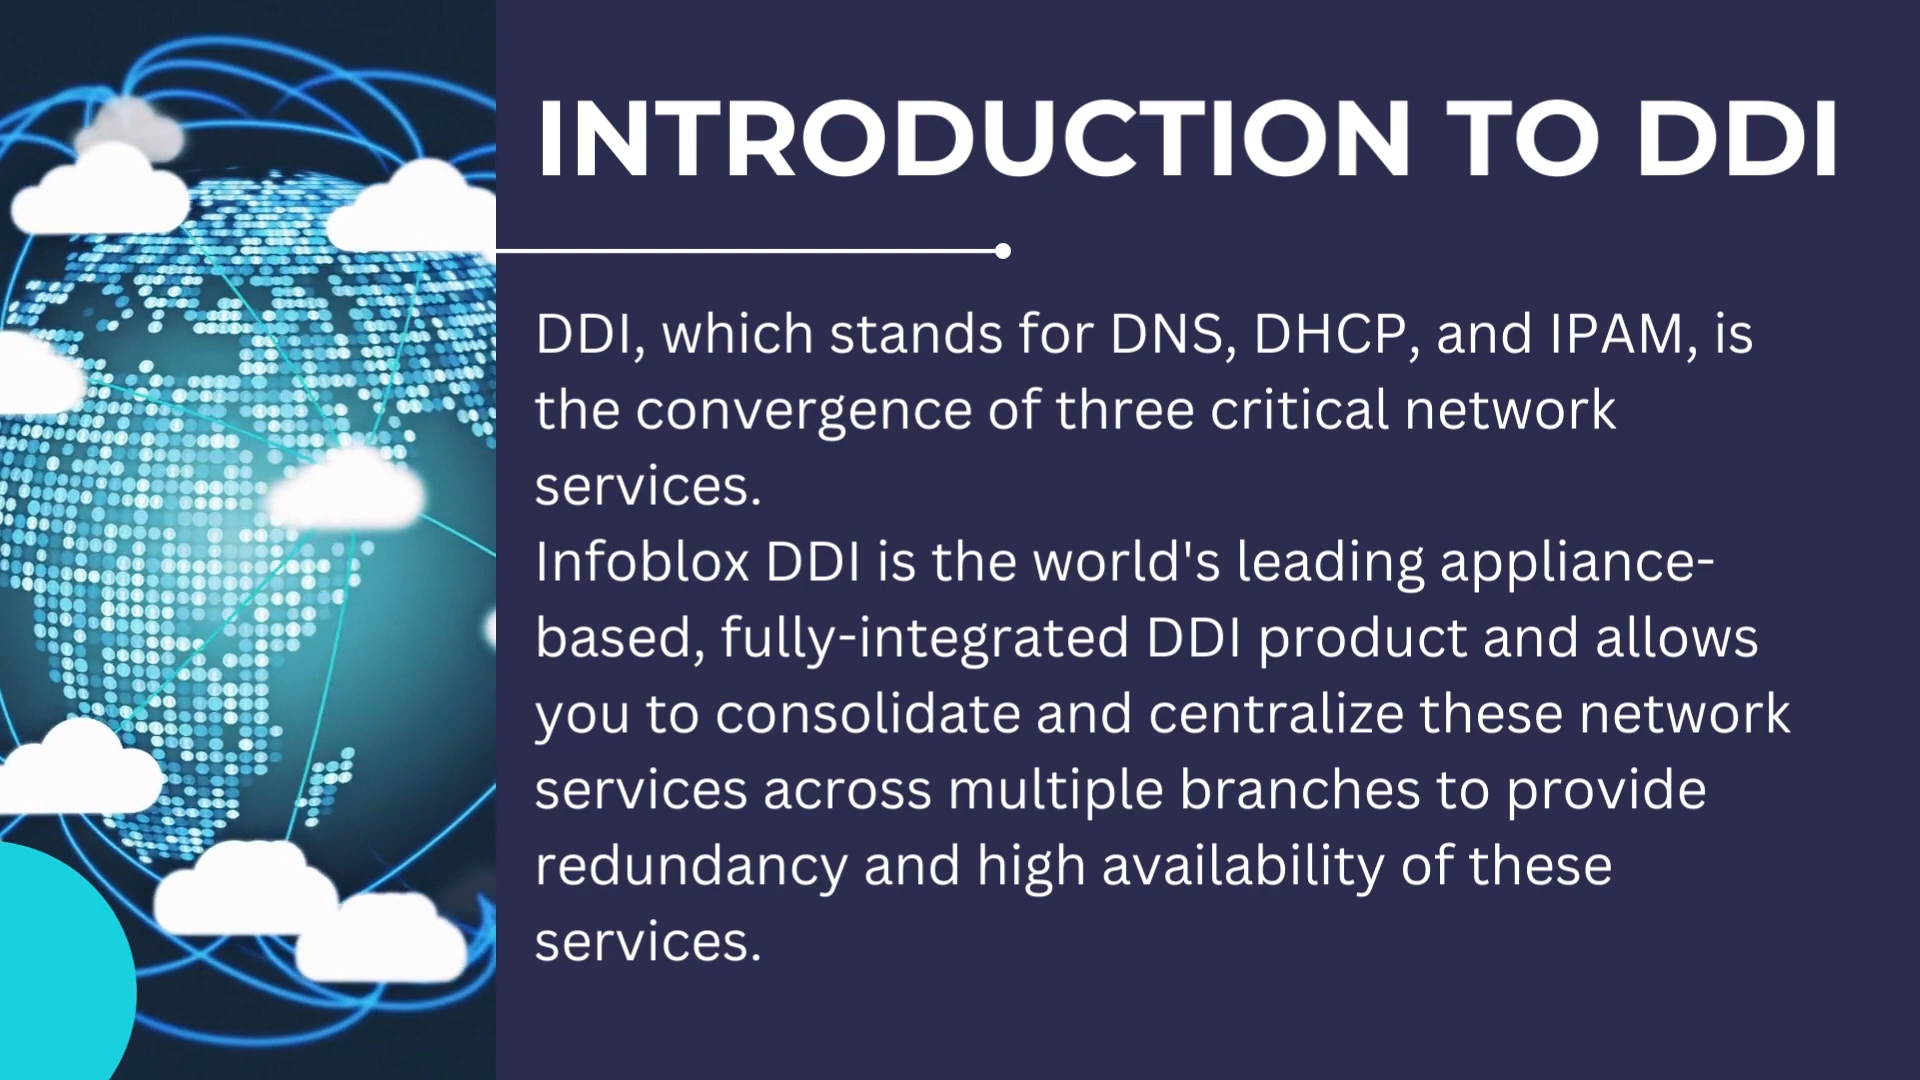 INTRODUCTION TO DDI
DDI, which stands for DNS, DHCP, and IPAM, is
the convergence of three critical network
services.
Infoblox DDI is the world's leading appliance-
based, fully-integrated DDI product and allows
you to consolidate and centralize these network
services across multiple branches to provide
redundancy and high availability of these
services.